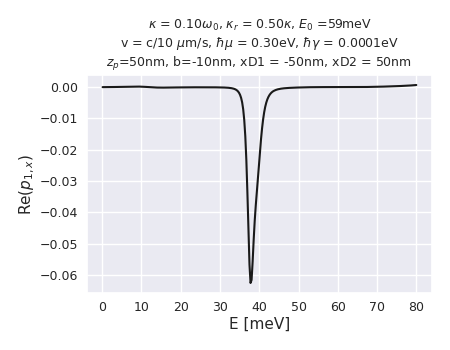 κ = 0.10ω₀, κᵣ = 0.50κ, E₀ =59meV
v = c/10 μm/s, ℏμ = 0.30eV, ℏγ = 0.0001eV
zₚ=50nm, b=-10nm, xD1 = -50nm, xD2 = 50nm
0.00
−0.01
−0.02
−0.03
−0.04
−0.05
−0.06
Re(p₁,ₓ)
0 10 20 30 40 50 60 70 80
E [meV]